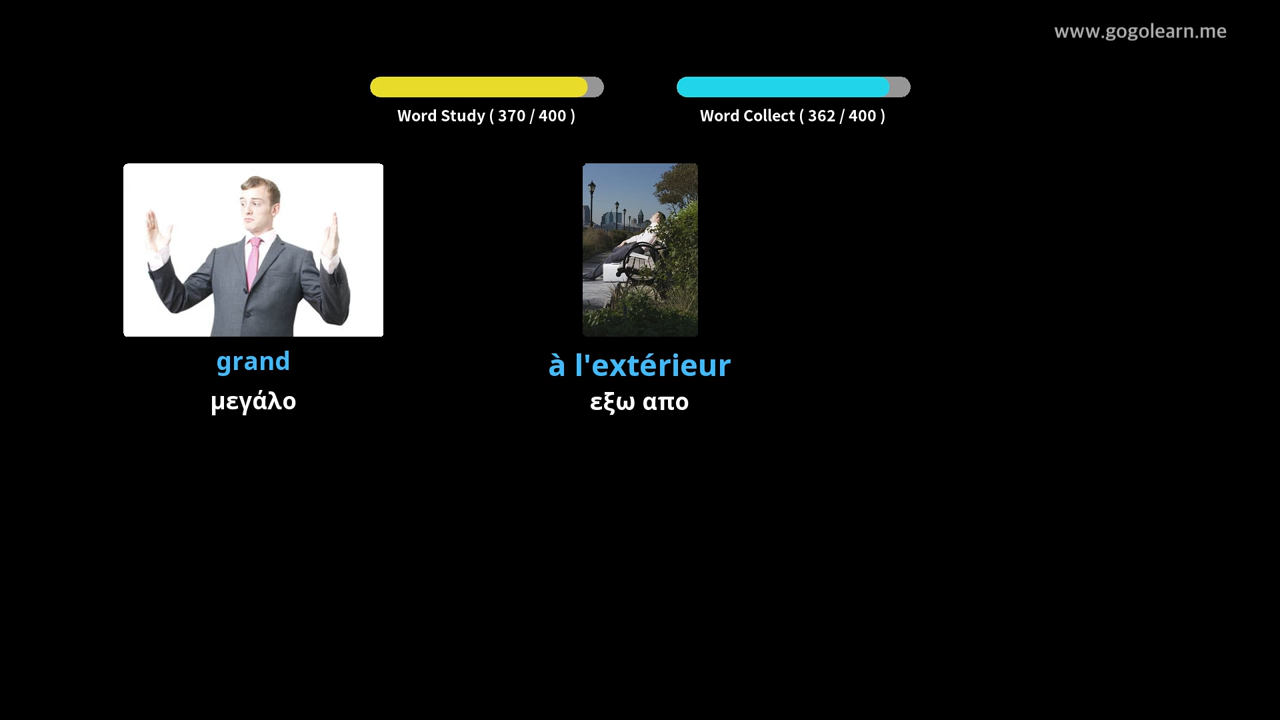 www.gogolearn.me
Word Study ( 370 / 400 )
Word Collect ( 362 / 400 )
grand
μεγάλο
à l'extérieur
εξω απο